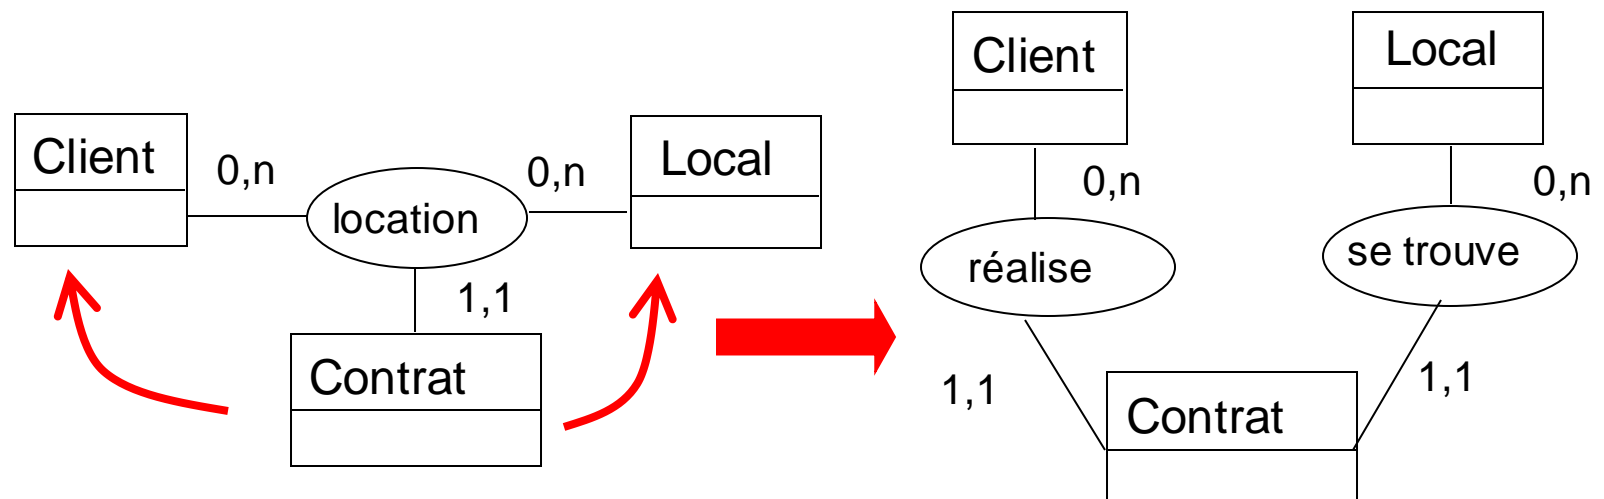 Client
0,n
location
0,n
Local
1,1
Contrat
Client
0,n
réalise
1,1
Local
0,n
se trouve
1,1
Contrat